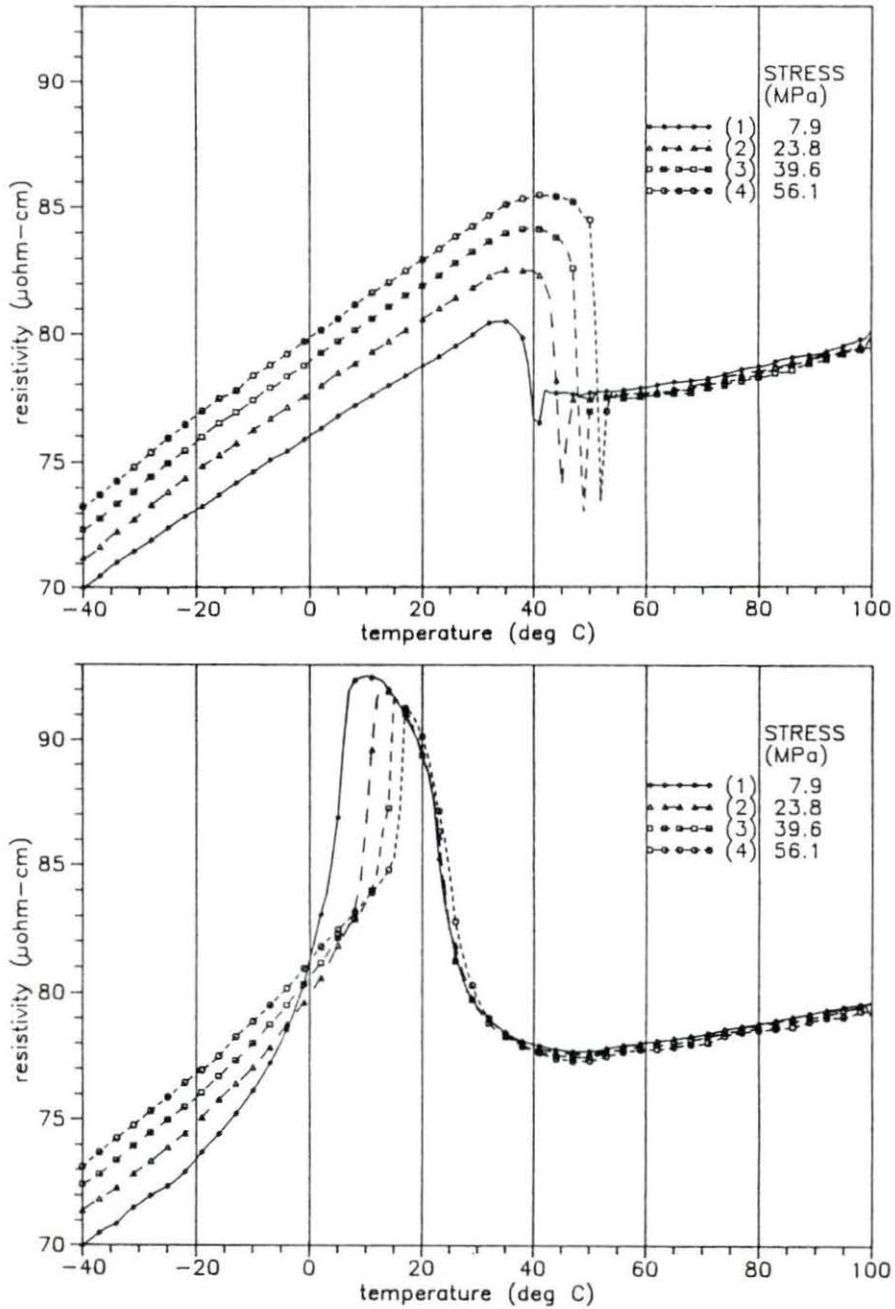 90
85
80
75
70
resistivity (μohm-cm)
STRESS
(MPa)
(1) 7.9
(2) 23.8
(3) 39.6
(4) 56.1
-40 -20 0 20 40 60 80 100
temperature (deg C)
90
85
80
75
70
resistivity (μohm-cm)
STRESS
(MPa)
(1) 7.9
(2) 23.8
(3) 39.6
(4) 56.1
-40 -20 0 20 40 60 80 100
temperature (deg C)